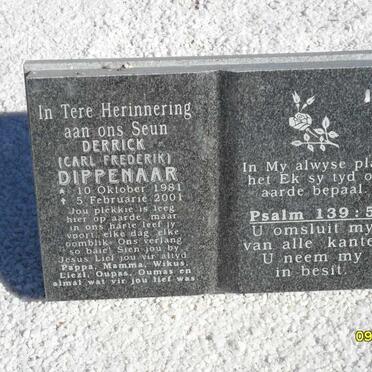 In Tere Herinnering
aan ons Seun
DERRICK
(CARL FREDERIK)
DIPPENAAR
10 Oktober 1981
5 Februarie 2001
Jou plekkie is leeg
hier op aarde, maar
in ons harte leef jy
voort, elke dag, elke
oomblik. Ons verlang
so baie! Sien jou by
Jesus Lief jou vir altyd
Pappa, Mamma, Wikus,
Liezl, Oupas, Oumas en
almal wat vir jou lief was
In My alwyse
het Ek sy tyd
aarde bepaal.
Psalm 139:5
U omsluit my
van alle kante
U neem my
in besit.
09